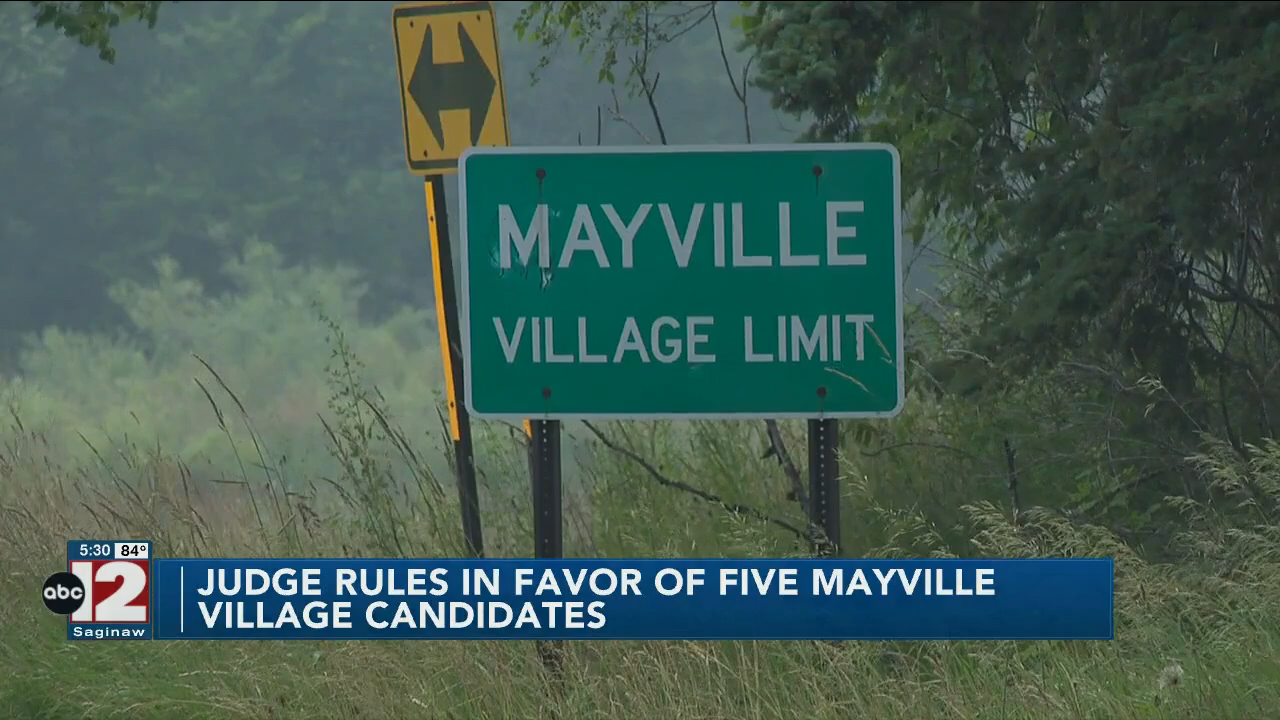 MAYVILLE
VILLAGE LIMIT
5:30 84°
abc 12
Saginaw
JUDGE RULES IN FAVOR OF FIVE MAYVILLE
VILLAGE CANDIDATES